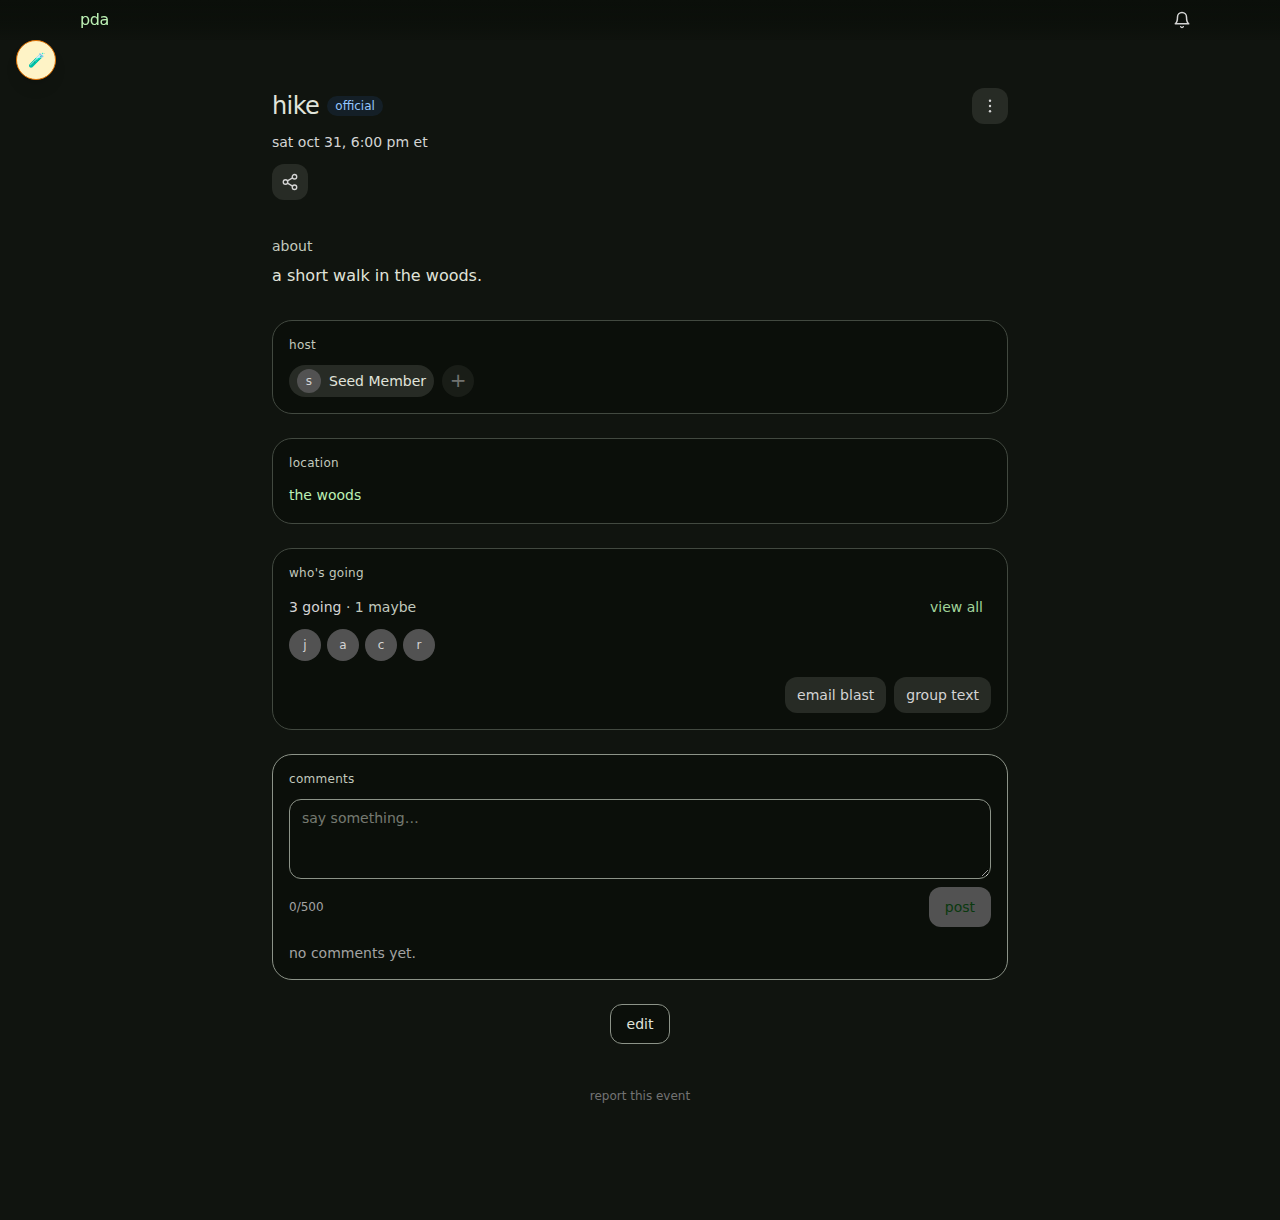 pda
hike official
sat oct 31, 6:00 pm et
about
a short walk in the woods.
host
s Seed Member +
location
the woods
who's going
3 going · 1 maybe view all
j a c r
email blast group text
comments
say something…
0/500 post
no comments yet.
edit
report this event